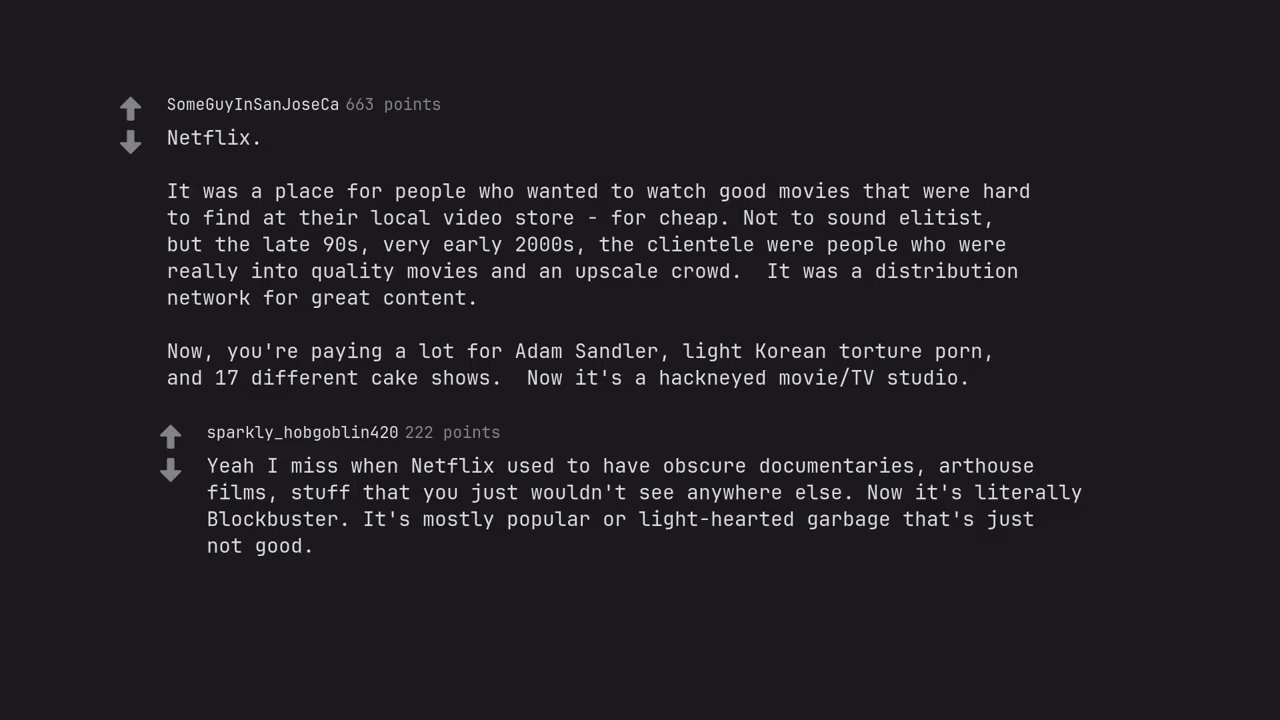 SomeGuyInSanJoseCa 663 points
Netflix.
It was a place for people who wanted to watch good movies that were hard
to find at their local video store - for cheap. Not to sound elitist,
but the late 90s, very early 2000s, the clientele were people who were
really into quality movies and an upscale crowd.  It was a distribution
network for great content.
Now, you're paying a lot for Adam Sandler, light Korean torture porn,
and 17 different cake shows.  Now it's a hackneyed movie/TV studio.
sparkly_hobgoblin420 222 points
Yeah I miss when Netflix used to have obscure documentaries, arthouse
films, stuff that you just wouldn't see anywhere else. Now it's literally
Blockbuster. It's mostly popular or light-hearted garbage that's just
not good.